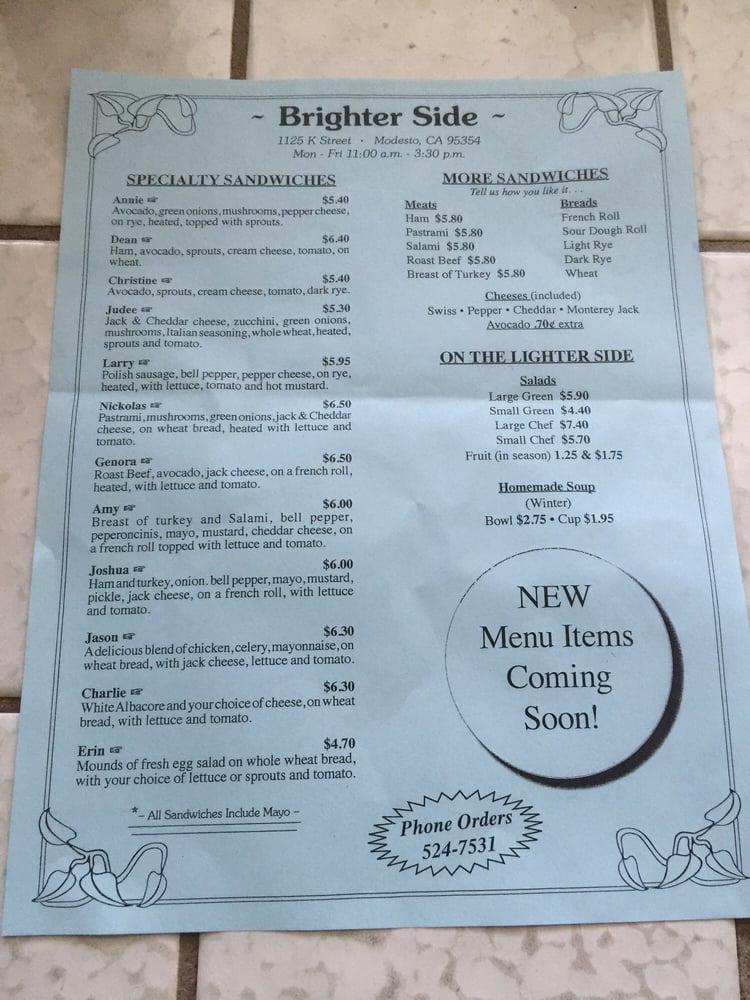 ~ Brighter Side ~
1125 K Street · Modesto, CA 95354
Mon - Fri 11:00 a.m. - 3:30 p.m.
SPECIALTY SANDWICHES
Annie ☞ $5.40
Avocado, green onions, mushrooms, pepper cheese,
on rye, heated, topped with sprouts.
Dean ☞ $6.40
Ham, avocado, sprouts, cream cheese, tomato, on
wheat.
Christine ☞ $5.40
Avocado, sprouts, cream cheese, tomato, dark rye.
Judee ☞ $5.30
Jack & Cheddar cheese, zucchini, green onions,
mushrooms, Italian seasoning, whole wheat, heated,
sprouts and tomato.
Larry ☞ $5.95
Polish sausage, bell pepper, pepper cheese, on rye,
heated, with lettuce, tomato and hot mustard.
Nickolas ☞ $6.50
Pastrami, mushrooms, green onions, jack & Cheddar
cheese, on wheat bread, heated with lettuce and
tomato.
Genora ☞ $6.50
Roast Beef, avocado, jack cheese, on a french roll,
heated, with lettuce and tomato.
Amy ☞ $6.00
Breast of turkey and Salami, bell pepper,
peperoncinis, mayo, mustard, cheddar cheese, on
a french roll topped with lettuce and tomato.
Joshua ☞ $6.00
Ham and turkey, onion. bell pepper, mayo, mustard,
pickle, jack cheese, on a french roll, with lettuce
and tomato.
Jason ☞ $6.30
A delicious blend of chicken, celery, mayonnaise, on
wheat bread, with jack cheese, lettuce and tomato.
Charlie ☞ $6.30
White Albacore and your choice of cheese, on wheat
bread, with lettuce and tomato.
Erin ☞ $4.70
Mounds of fresh egg salad on whole wheat bread,
with your choice of lettuce or sprouts and tomato.
*– All Sandwiches Include Mayo –
MORE SANDWICHES
Tell us how you like it. . .
Meats Breads
Ham $5.80 French Roll
Pastrami $5.80 Sour Dough Roll
Salami $5.80 Light Rye
Roast Beef $5.80 Dark Rye
Breast of Turkey $5.80 Wheat
Cheeses (included)
Swiss • Pepper • Cheddar • Monterey Jack
Avocado .70¢ extra
ON THE LIGHTER SIDE
Salads
Large Green $5.90
Small Green $4.40
Large Chef $7.40
Small Chef $5.70
Fruit (in season) 1.25 & $1.75
Homemade Soup
(Winter)
Bowl $2.75 • Cup $1.95
NEW
Menu Items
Coming
Soon!
Phone Orders
524-7531